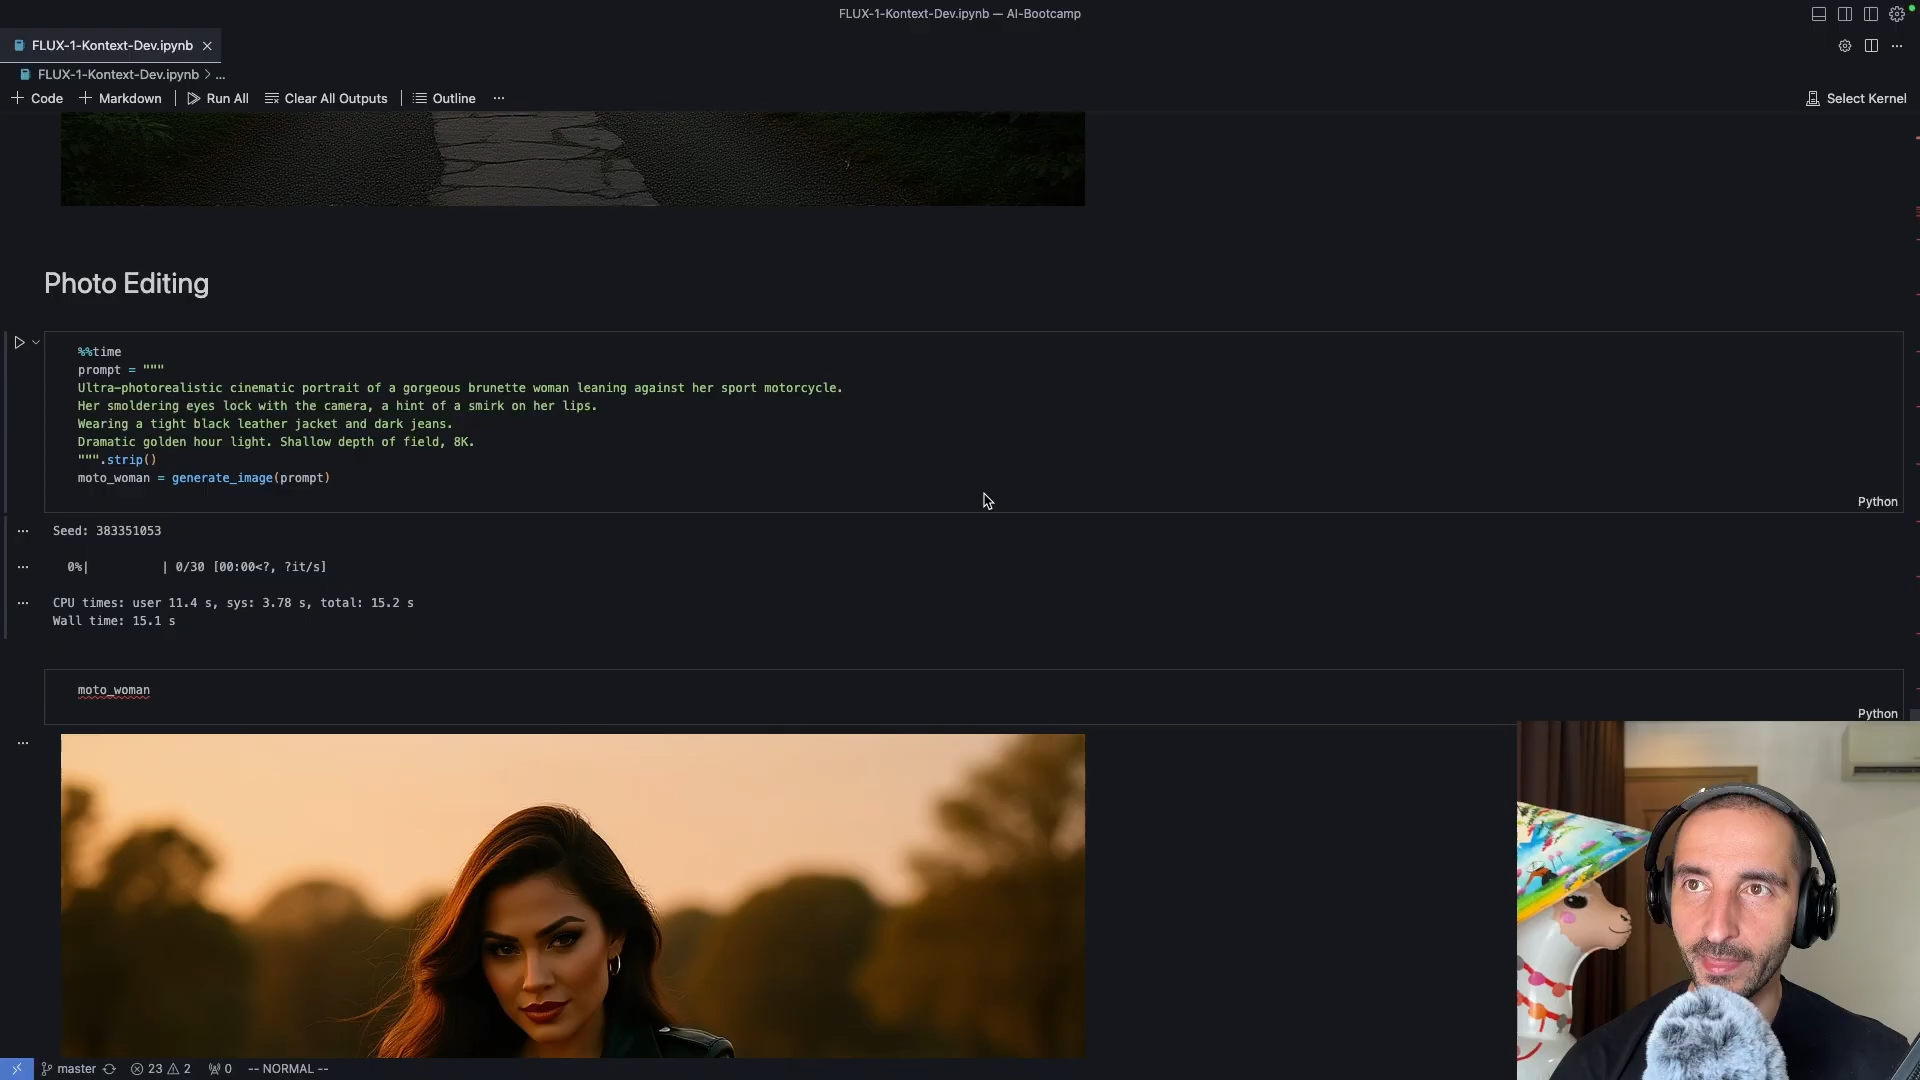 FLUX-1-Kontext-Dev.ipynb — AI-Bootcamp
FLUX-1-Kontext-Dev.ipynb
FLUX-1-Kontext-Dev.ipynb > ...
+ Code + Markdown Run All Clear All Outputs Outline ... Select Kernel
Photo Editing
%%time
prompt = """
Ultra-photorealistic cinematic portrait of a gorgeous brunette woman leaning against her sport motorcycle.
Her smoldering eyes lock with the camera, a hint of a smirk on her lips.
Wearing a tight black leather jacket and dark jeans.
Dramatic golden hour light. Shallow depth of field, 8K.
""".strip()
moto_woman = generate_image(prompt)
Python
Seed: 383351053
0%| | 0/30 [00:00<?, ?it/s]
CPU times: user 11.4 s, sys: 3.78 s, total: 15.2 s
Wall time: 15.1 s
moto_woman
Python
master 23 2 0 -- NORMAL --